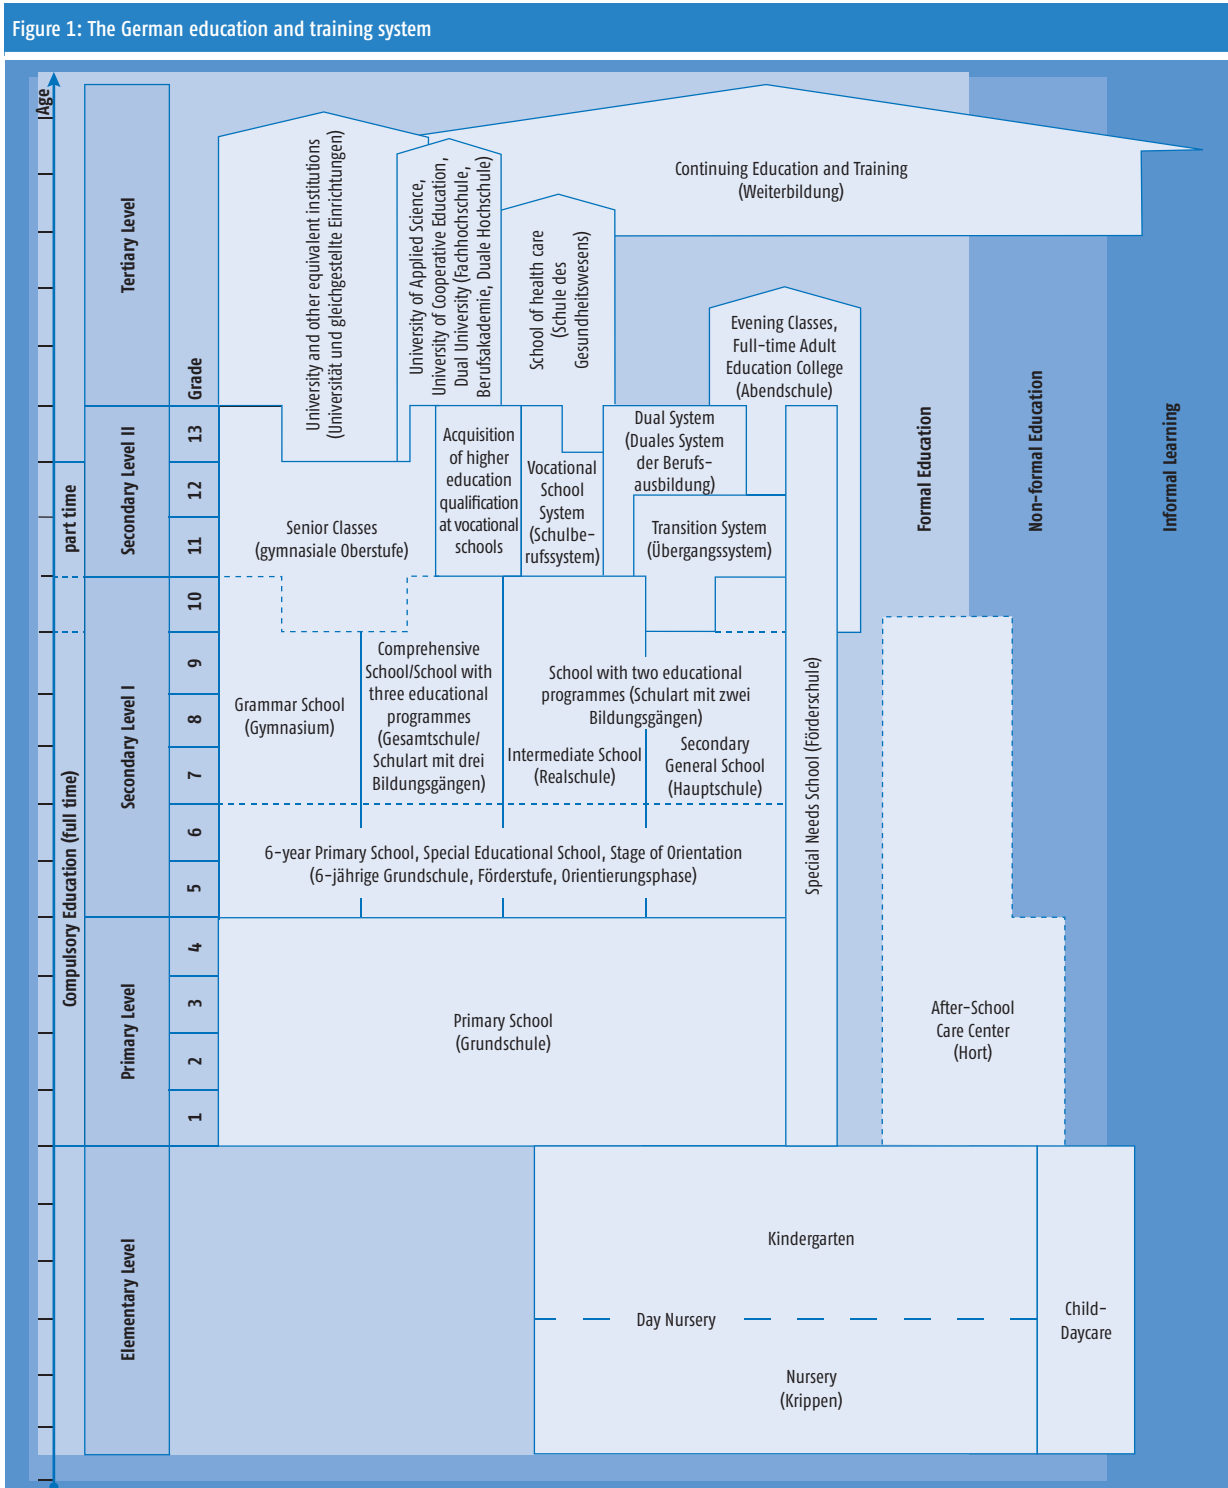 Figure 1: The German education and training system
Age
Tertiary Level
Grade
University and other equivalent institutions
(Universität und gleichgestellte Einrichtungen)
University of Applied Science,
University of Cooperative Education,
Dual University (Fachhochschule,
Berufsakademie, Duale Hochschule)
School of health care
(Schule des
Gesundheitswesens)
Continuing Education and Training
(Weiterbildung)
Evening Classes,
Full-time Adult
Education College
(Abendschule)
Formal Education
Non-formal Education
Informal Learning
part time
Secondary Level II
13
12
11
Senior Classes
(gymnasiale Oberstufe)
Acquisition
of higher
education
qualification
at vocational
schools
Vocational
School
System
(Schulbe-
rufssystem)
Dual System
(Duales System
der Berufs-
ausbildung)
Transition System
(Übergangssystem)
Compulsory Education (full time)
Secondary Level I
10
9
8
7
6
5
Grammar School
(Gymnasium)
Comprehensive
School/School with
three educational
programmes
(Gesamtschule/
Schulart mit drei
Bildungsgängen)
School with two educational
programmes (Schulart mit zwei
Bildungsgängen)
Intermediate School
(Realschule)
Secondary
General School
(Hauptschule)
Special Needs School (Förderschule)
6-year Primary School, Special Educational School, Stage of Orientation
(6-jährige Grundschule, Förderstufe, Orientierungsphase)
Primary Level
4
3
2
1
Primary School
(Grundschule)
After-School
Care Center
(Hort)
Elementary Level
Kindergarten
Day Nursery
Nursery
(Krippen)
Child-
Daycare